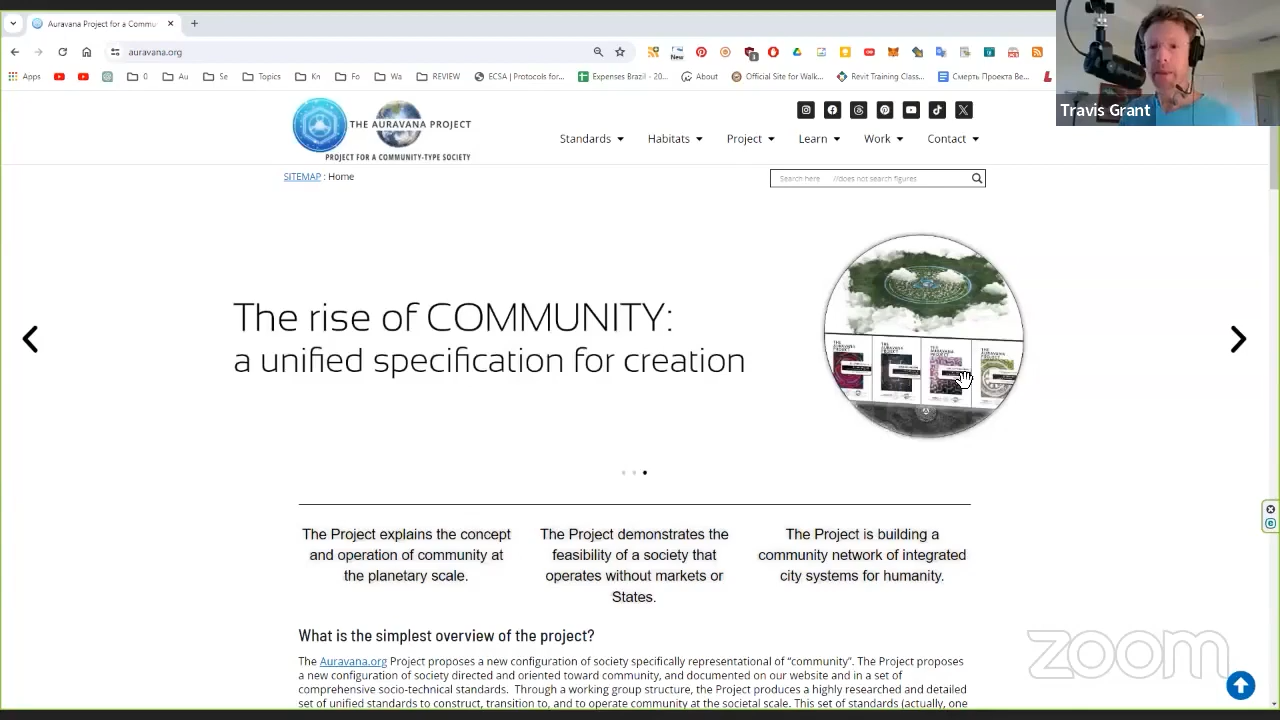 Auravana Project for a Commu
auravana.org
New
Apps
0
Au
Se
Topics
Kn
Fo
Wa
REVIEW
ECSA | Protocols for...
Expenses Brazil - 20...
About
Official Site of Walk...
Revit Training Class...
Смерть Проекта Ве...
Travis Grant
THE AURAVANA PROJECT
PROJECT FOR A COMMUNITY-TYPE SOCIETY
Standards
Habitats
Project
Learn
Work
Contact
SITEMAP : Home
Search here //does not search figures
The rise of COMMUNITY:
a unified specification for creation
The Project explains the concept
and operation of community at
the planetary scale.
The Project demonstrates the
feasibility of a society that
operates without markets or
States.
The Project is building a
community network of integrated
city systems for humanity.
What is the simplest overview of the project?
The Auravana.org Project proposes a new configuration of society specifically representational of “community”. The Project proposes
a new configuration of society directed and oriented toward community, and documented on our website and in a set of
comprehensive socio-technical standards. Through a working group structure, the Project produces a highly researched and detailed
set of unified standards to construct, transition to, and to operate community at the societal scale. This set of standards (actually, one
zoom